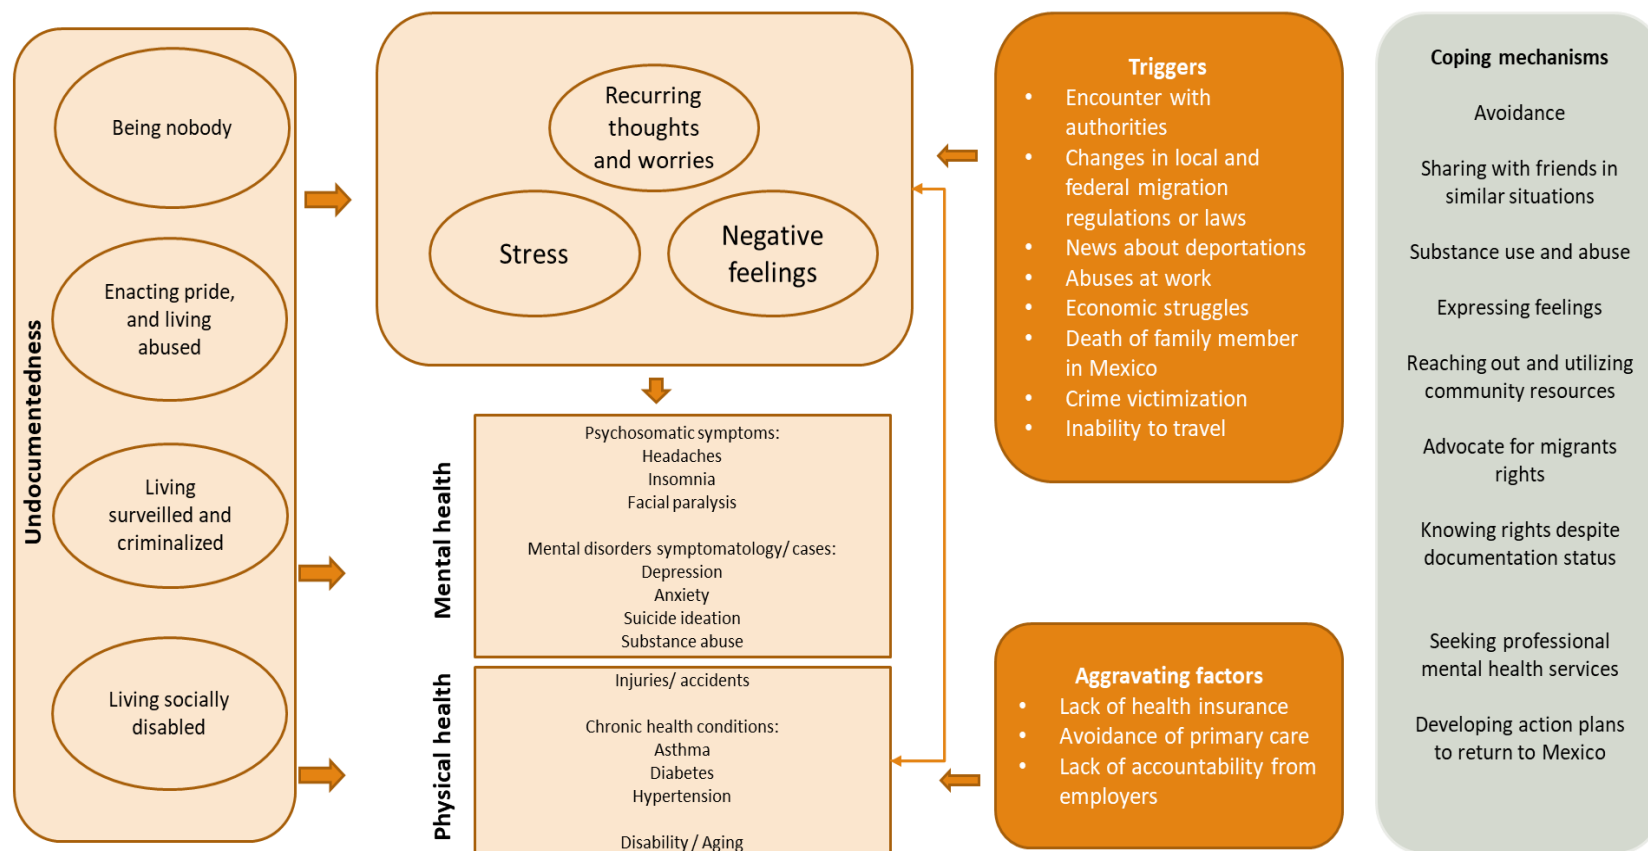 Undocumentedness
Being nobody
Enacting pride,
and living
abused
Living
surveilled and
criminalized
Living socially
disabled
Recurring
thoughts
and worries
Stress
Negative
feelings
Mental health
Psychosomatic symptoms:
Headaches
Insomnia
Facial paralysis
Mental disorders symptomatology/ cases:
Depression
Anxiety
Suicide ideation
Substance abuse
Physical health
Injuries/ accidents
Chronic health conditions:
Asthma
Diabetes
Hypertension
Disability / Aging
Triggers
• Encounter with
authorities
• Changes in local and
federal migration
regulations or laws
• News about deportations
• Abuses at work
• Economic struggles
• Death of family member
in Mexico
• Crime victimization
• Inability to travel
Aggravating factors
• Lack of health insurance
• Avoidance of primary care
• Lack of accountability from
employers
Coping mechanisms
Avoidance
Sharing with friends in
similar situations
Substance use and abuse
Expressing feelings
Reaching out and utilizing
community resources
Advocate for migrants
rights
Knowing rights despite
documentation status
Seeking professional
mental health services
Developing action plans
to return to Mexico